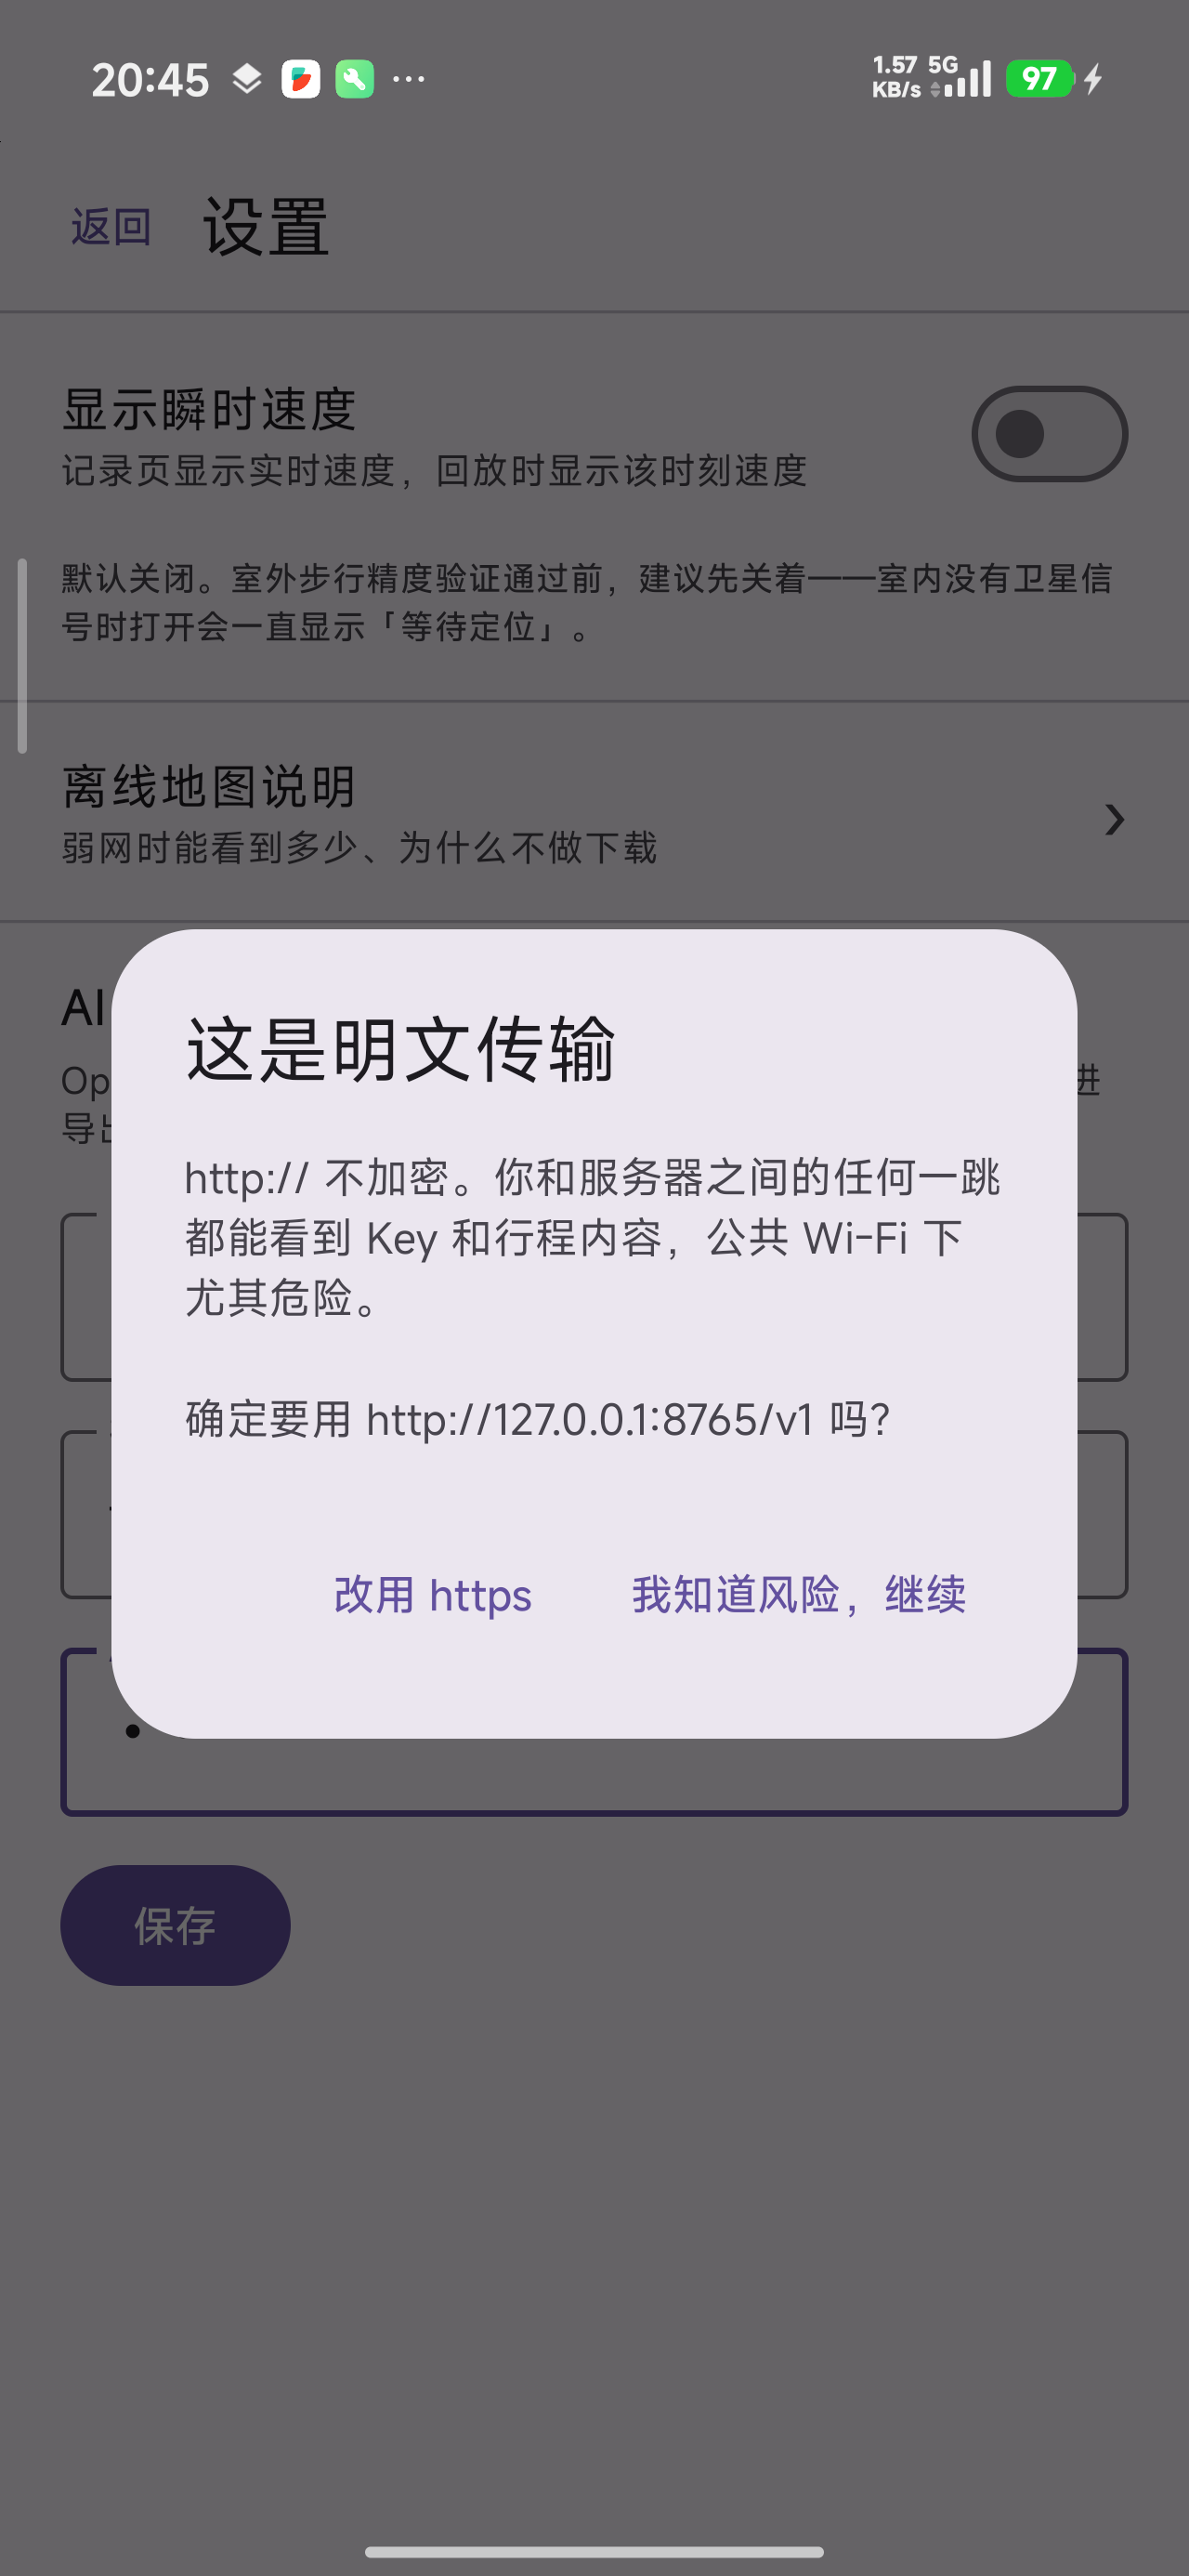 20:45
1.57 5G
KB/s
97
返回 设置
显示瞬时速度
记录页显示实时速度，回放时显示该时刻速度
默认关闭。室外步行精度验证通过前，建议先关着——室内没有卫星信
号时打开会一直显示「等待定位」。
离线地图说明
弱网时能看到多少、为什么不做下载
AI
Op
进
导出
这是明文传输
http:// 不加密。你和服务器之间的任何一跳
都能看到 Key 和行程内容，公共 Wi-Fi 下
尤其危险。
确定要用 http://127.0.0.1:8765/v1 吗？
改用 https 我知道风险，继续
保存